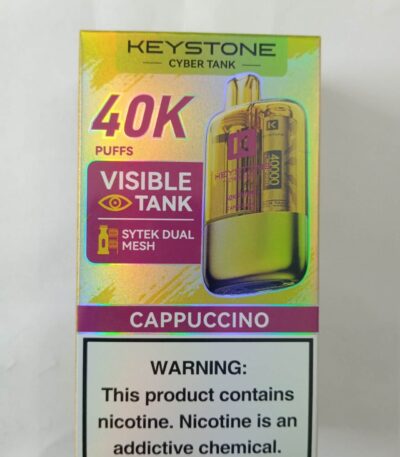 KEYSTONE
CYBER TANK
40K
PUFFS
VISIBLE
TANK
SYTEK DUAL
MESH
K
KEYSTONE
40000
CAPPUCCINO
WARNING:
This product contains
nicotine. Nicotine is an
addictive chemical.